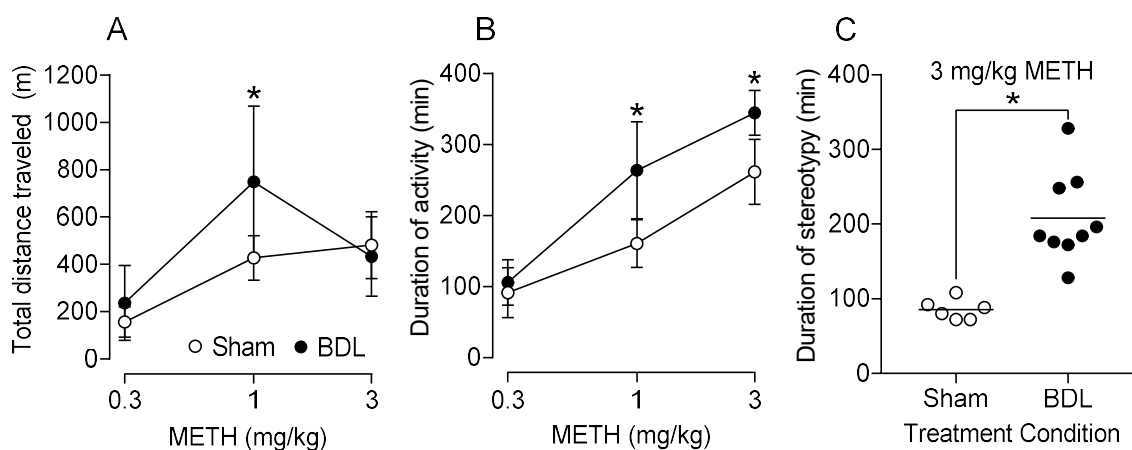 A
Total distance traveled (m)
1200
1000
800
600
400
200
0
*
Sham
BDL
0.3
1
3
METH (mg/kg)
B
Duration of activity (min)
400
300
200
100
0
*
*
0.3
1
3
METH (mg/kg)
C
Duration of stereotypy (min)
3 mg/kg METH
*
400
300
200
100
0
Sham
BDL
Treatment Condition